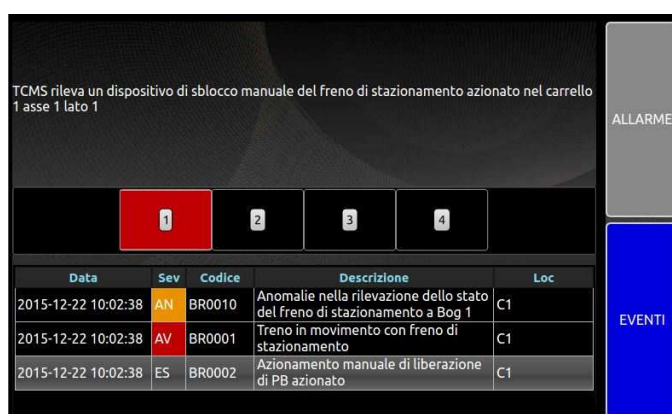 TCMS rileva un dispositivo di sblocco manuale del freno di stazionamento azionato nel carrello
1 asse 1 lato 1
ALLARME
1 2 3 4
Data Sev Codice Descrizione Loc
2015-12-22 10:02:38 AN BR0010 Anomalie nella rilevazione dello stato C1
del freno di stazionamento a Bog 1
2015-12-22 10:02:38 AV BR0001 Treno in movimento con freno di C1
stazionamento
2015-12-22 10:02:38 ES BR0002 Azionamento manuale di liberazione C1
di PB azionato
EVENTI